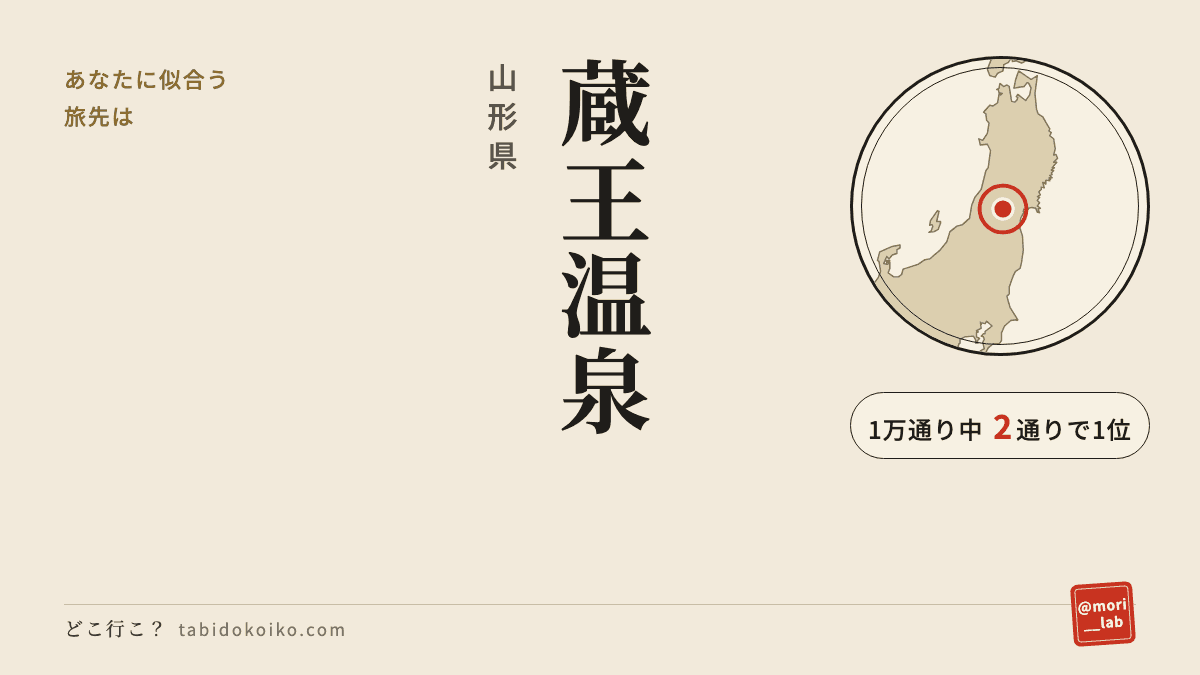 あなたに似合う
旅先は
蔵王温泉
山形県
1万通り中 2通りで1位
どこ行こ？ tabidokoiko.com
@mori
__lab